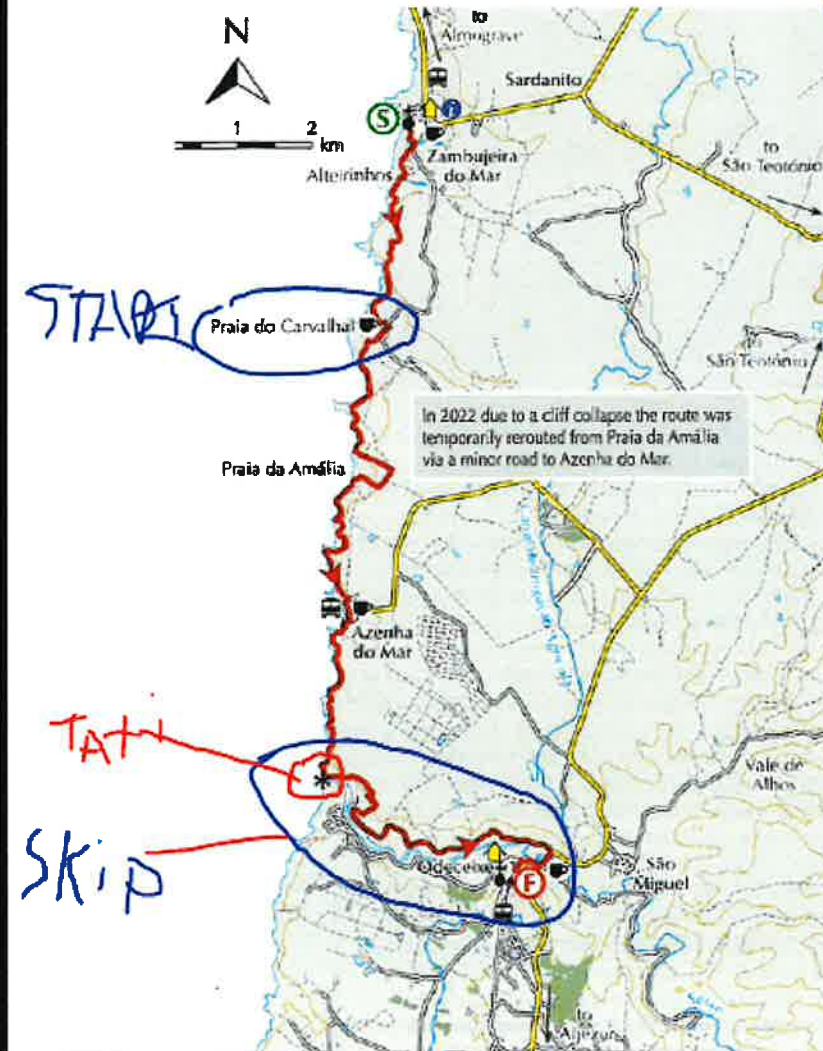 N
1 2
km
to
Almograve
Sardanito
S
i
Zambujeira
do Mar
Alteirinhos
to
São Teotónio
START
Praia do Carvalhal
to
São Teotónio
In 2022 due to a cliff collapse the route was
temporarily rerouted from Praia da Amália
via a minor road to Azenha do Mar.
Praia da Amália
Azenha
do Mar
Vale de
Alhos
SKiP
Odeceixe
F
São
Miguel
to
Aljezur